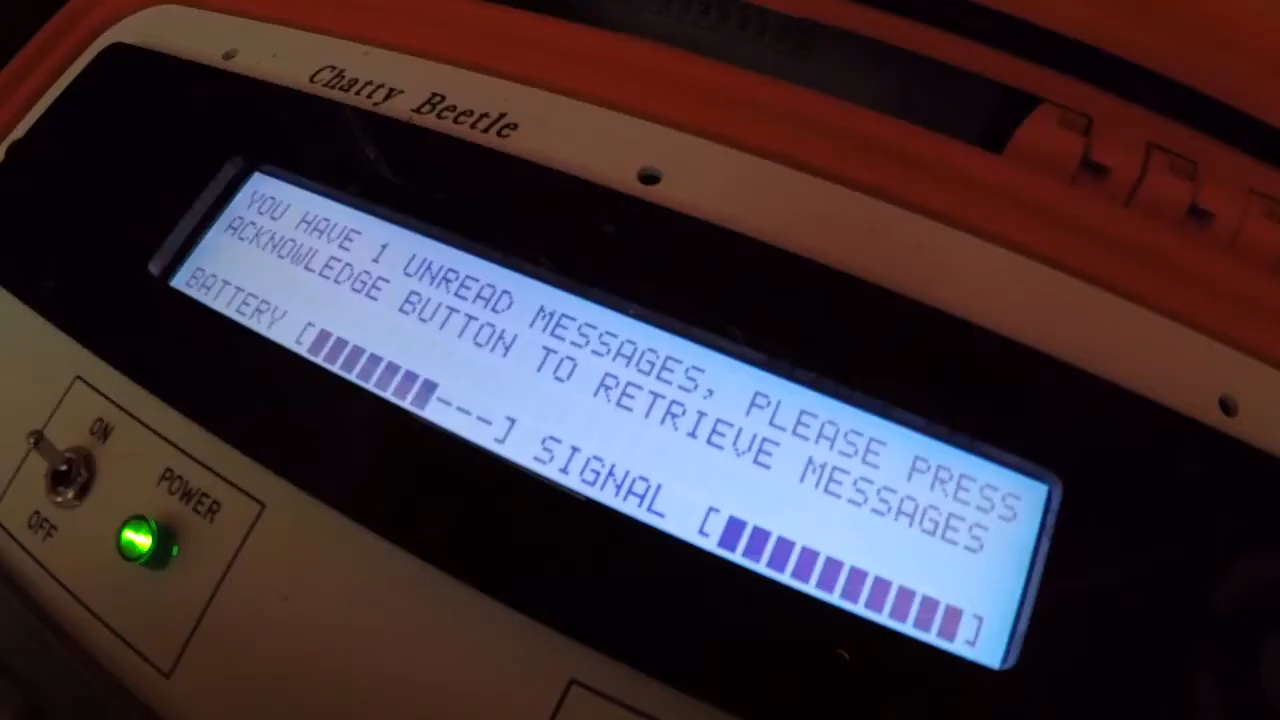 Chatty Beetle
YOU HAVE 1 UNREAD MESSAGES, PLEASE PRESS
ACKNOWLEDGE BUTTON TO RETRIEVE MESSAGES
BATTERY [██████---] SIGNAL [██████████]
ON
POWER
OFF